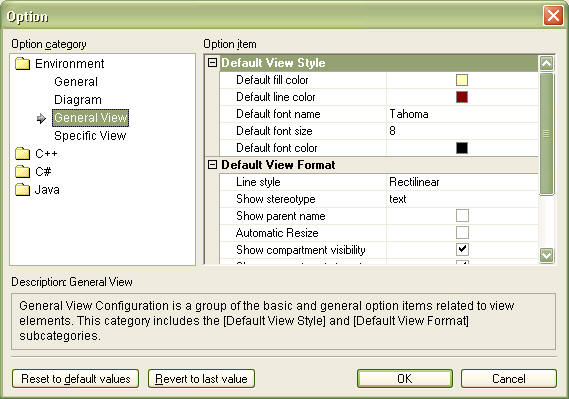 Option
Option category
Option item
Environment
General
Diagram
General View
Specific View
C++
C#
Java
Default View Style
Default fill color
Default line color
Default font name Tahoma
Default font size 8
Default font color
Default View Format
Line style Rectilinear
Show stereotype text
Show parent name
Automatic Resize
Show compartment visibility
Description: General View
General View Configuration is a group of the basic and general option items related to view
elements. This category includes the [Default View Style] and [Default View Format]
subcategories.
Reset to default values Revert to last value OK Cancel